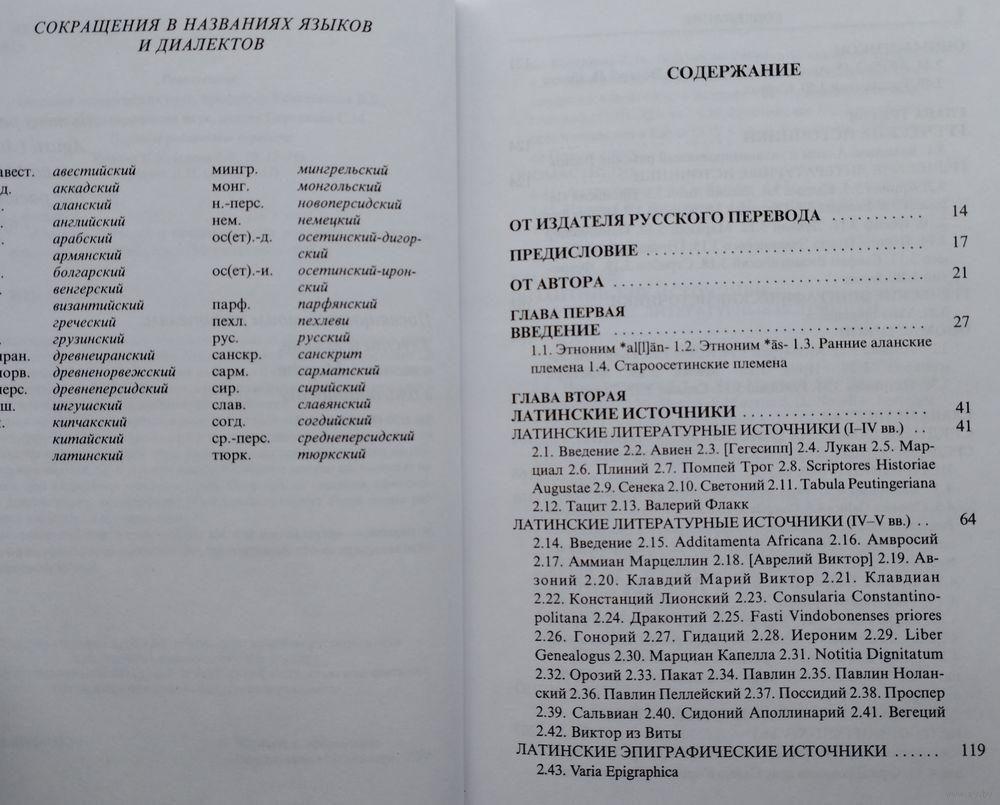 СОКРАЩЕНИЯ В НАЗВАНИЯХ ЯЗЫКОВ
И ДИАЛЕКТОВ
авест. авестийский
д. аккадский
аланский
английский
арабский
армянский
болгарский
венгерский
византийский
греческий
грузинский
иран. древнеиранский
норв. древненорвежский
перс. древнеперсидский
ш. ингушский
кипчакский
китайский
латинский
мингр. мингрельский
монг. монгольский
н.-перс. новоперсидский
нем. немецкий
ос(ет).-д. осетинский-дигор-
ский
ос(ет).-и. осетинский-ирон-
ский
парф. парфянский
пехл. пехлеви
рус. русский
санскр. санскрит
сарм. сарматский
сир. сирийский
слав. славянский
согд. согдийский
ср.-перс. среднеперсидский
тюрк. тюркский
СОДЕРЖАНИЕ
ОТ ИЗДАТЕЛЯ РУССКОГО ПЕРЕВОДА .......... 14
ПРЕДИСЛОВИЕ .......................... 17
ОТ АВТОРА ............................. 21
ГЛАВА ПЕРВАЯ
ВВЕДЕНИЕ ............................. 27
1.1. Этноним *al[l]ān- 1.2. Этноним *ās- 1.3. Ранние аланские
племена 1.4. Староосетинские племена
ГЛАВА ВТОРАЯ
ЛАТИНСКИЕ ИСТОЧНИКИ .................. 41
ЛАТИНСКИЕ ЛИТЕРАТУРНЫЕ ИСТОЧНИКИ (I–IV вв.) .. 41
2.1. Введение 2.2. Авиен 2.3. [Гегесипп] 2.4. Лукан 2.5. Мар-
циал 2.6. Плиний 2.7. Помпей Трог 2.8. Scriptores Historiae
Augustae 2.9. Сенека 2.10. Светоний 2.11. Tabula Peutingeriana
2.12. Тацит 2.13. Валерий Флакк
ЛАТИНСКИЕ ЛИТЕРАТУРНЫЕ ИСТОЧНИКИ (IV–V вв.) .. 64
2.14. Введение 2.15. Additamenta Africana 2.16. Амвросий
2.17. Аммиан Марцеллин 2.18. [Аврелий Виктор] 2.19. Ав-
зоний 2.20. Клавдий Марий Виктор 2.21. Клавдиан
2.22. Констанций Лионский 2.23. Consularia Constantino-
politana 2.24. Драконтий 2.25. Fasti Vindobonenses priores
2.26. Гонорий 2.27. Гидаций 2.28. Иероним 2.29. Liber
Genealogus 2.30. Марциан Капелла 2.31. Notitia Dignitatum
2.32. Орозий 2.33. Пакат 2.34. Павлин 2.35. Павлин Нолан-
ский 2.36. Павлин Пеллейский 2.37. Поссидий 2.38. Проспер
2.39. Сальвиан 2.40. Сидоний Аполлинарий 2.41. Вегеций
2.42. Виктор из Виты
ЛАТИНСКИЕ ЭПИГРАФИЧЕСКИЕ ИСТОЧНИКИ ...... 119
2.43. Varia Epigraphica